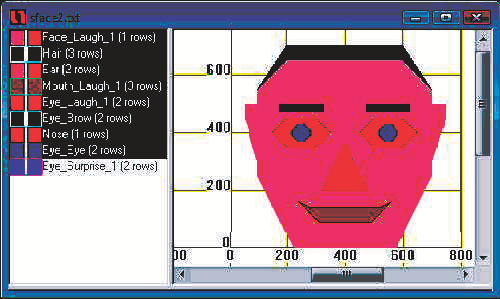 sface2.txt
Face_Laugh_1 (1 rows)
Hair (3 rows)
Ear (2 rows)
Mouth_Laugh_1 (3 rows)
Eye_Laugh_1 (2 rows)
Eye_Brow (2 rows)
Nose (1 rows)
Eye_Eye (2 rows)
Eye_Surprise_1 (2 rows)
600
400
200
0
00 0 200 400 600 800